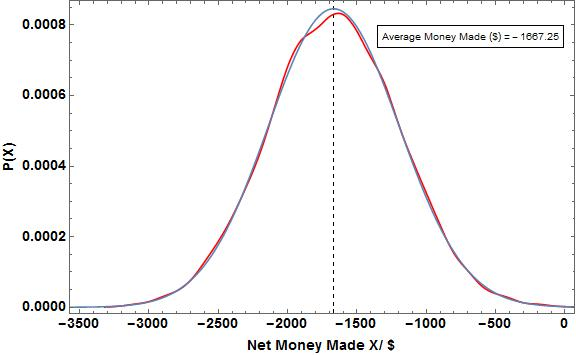 Average Money Made ($) = − 1667.25
P(X)
0.0008
0.0006
0.0004
0.0002
0.0000
−3500 −3000 −2500 −2000 −1500 −1000 −500 0
Net Money Made X/ $